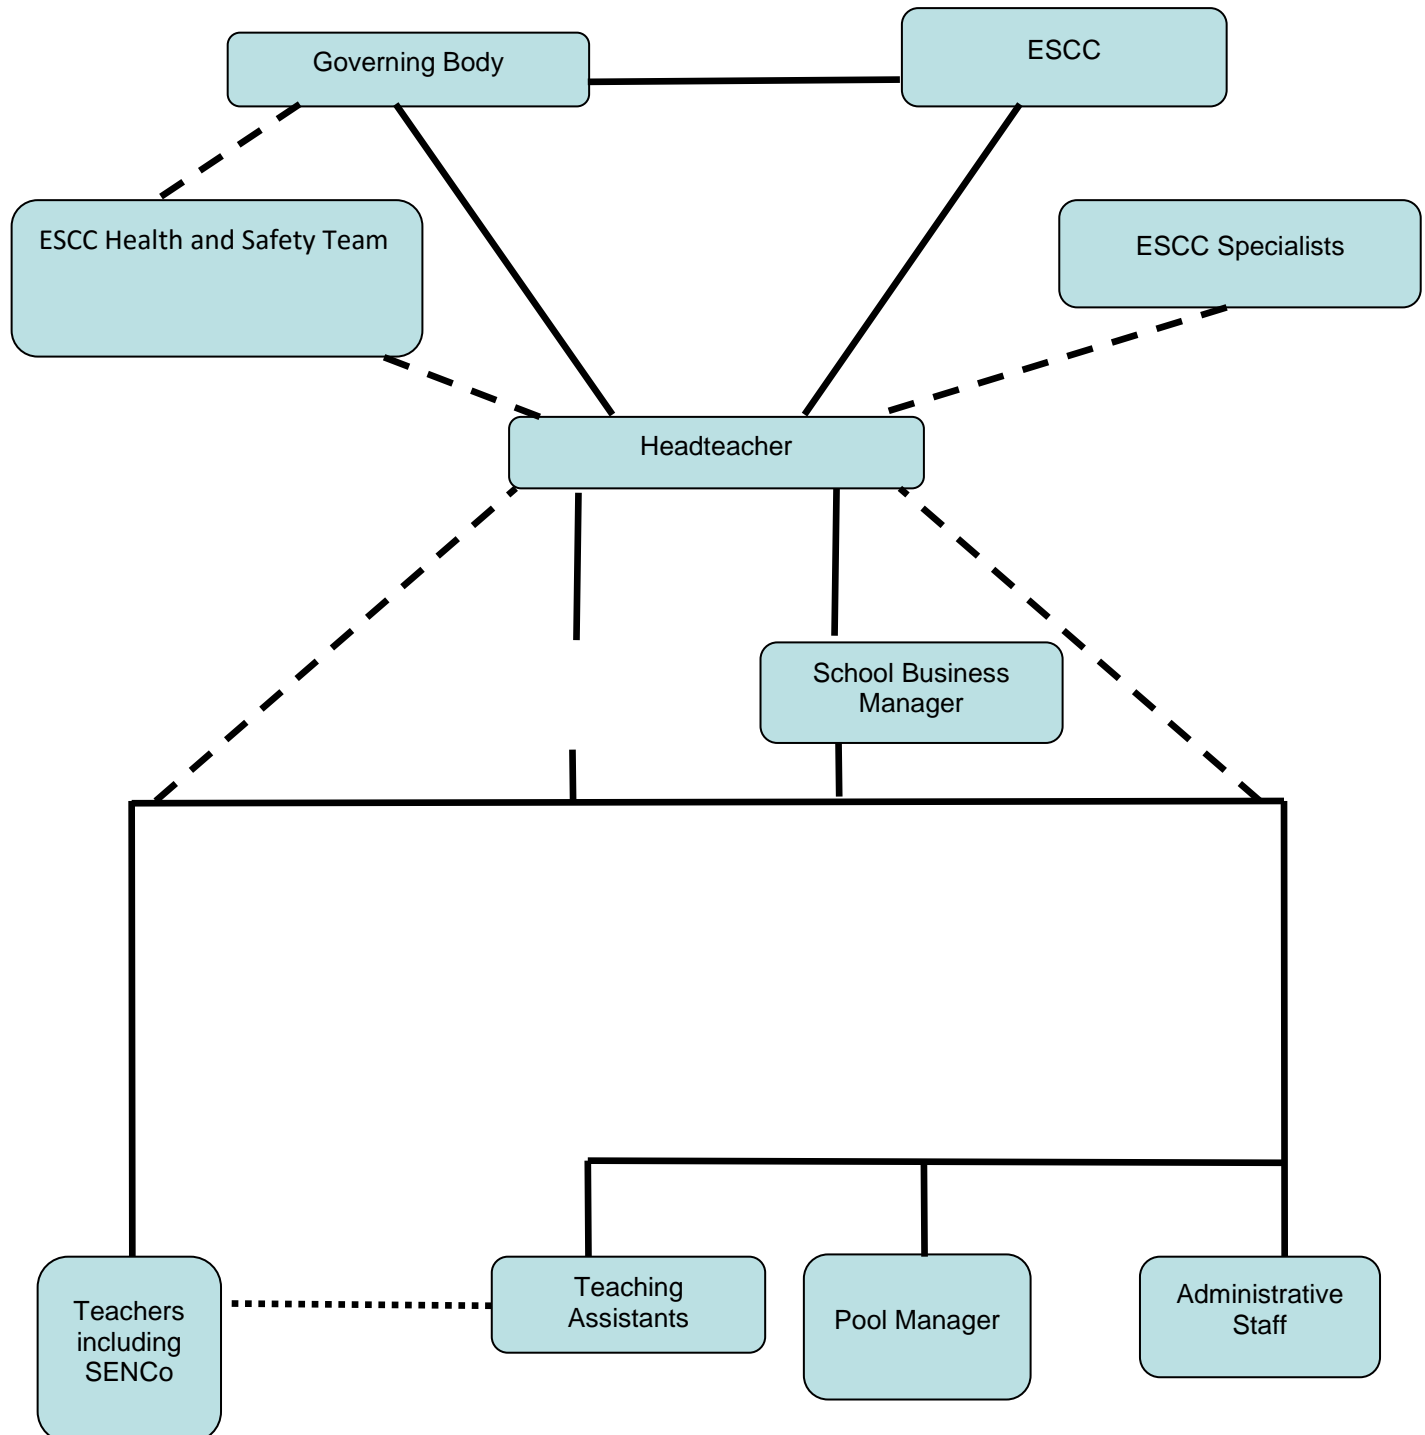 Governing Body
ESCC
ESCC Health and Safety Team
ESCC Specialists
Headteacher
School Business
Manager
Teachers
including
SENCo
Teaching
Assistants
Pool Manager
Administrative
Staff